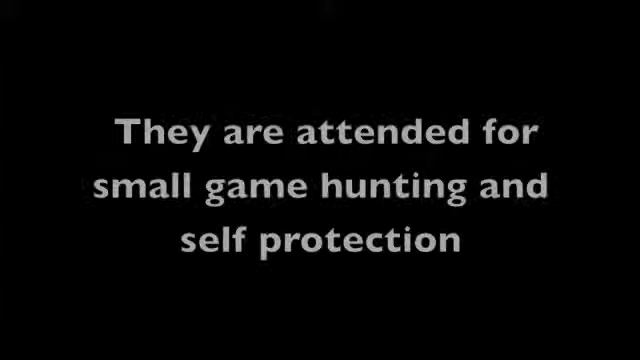 They are attended for
small game hunting and
self protection